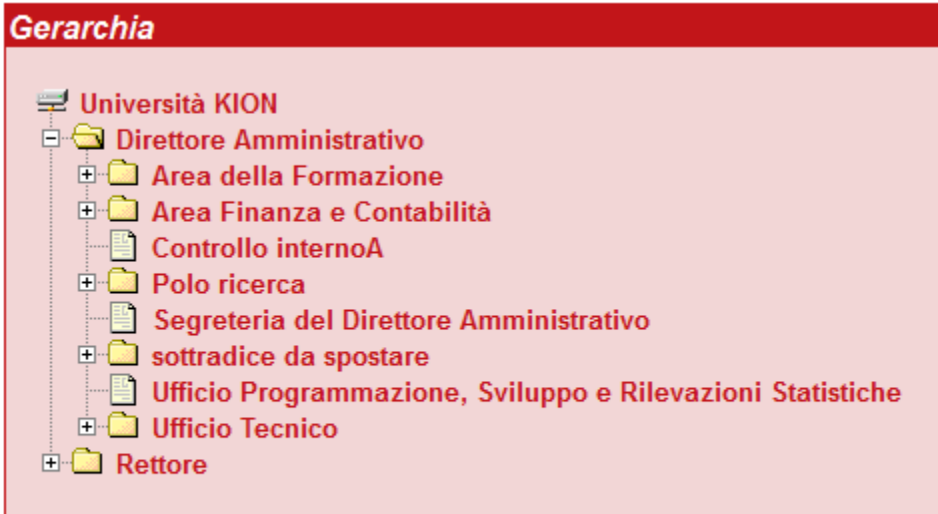 Gerarchia
Università KION
Direttore Amministrativo
Area della Formazione
Area Finanza e Contabilità
Controllo internoA
Polo ricerca
Segreteria del Direttore Amministrativo
sottradice da spostare
Ufficio Programmazione, Sviluppo e Rilevazioni Statistiche
Ufficio Tecnico
Rettore